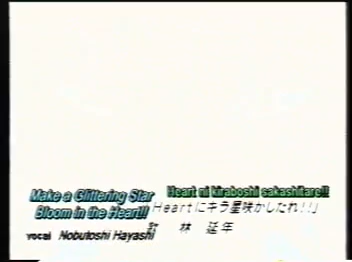 Make a Glittering Star
Bloom in the Heart!!
Heart ni kiraboshi sakashitare!!
Heartにキラ星咲かしたれ!!」
vocal Nobutoshi Hayashi
歌 林 延年